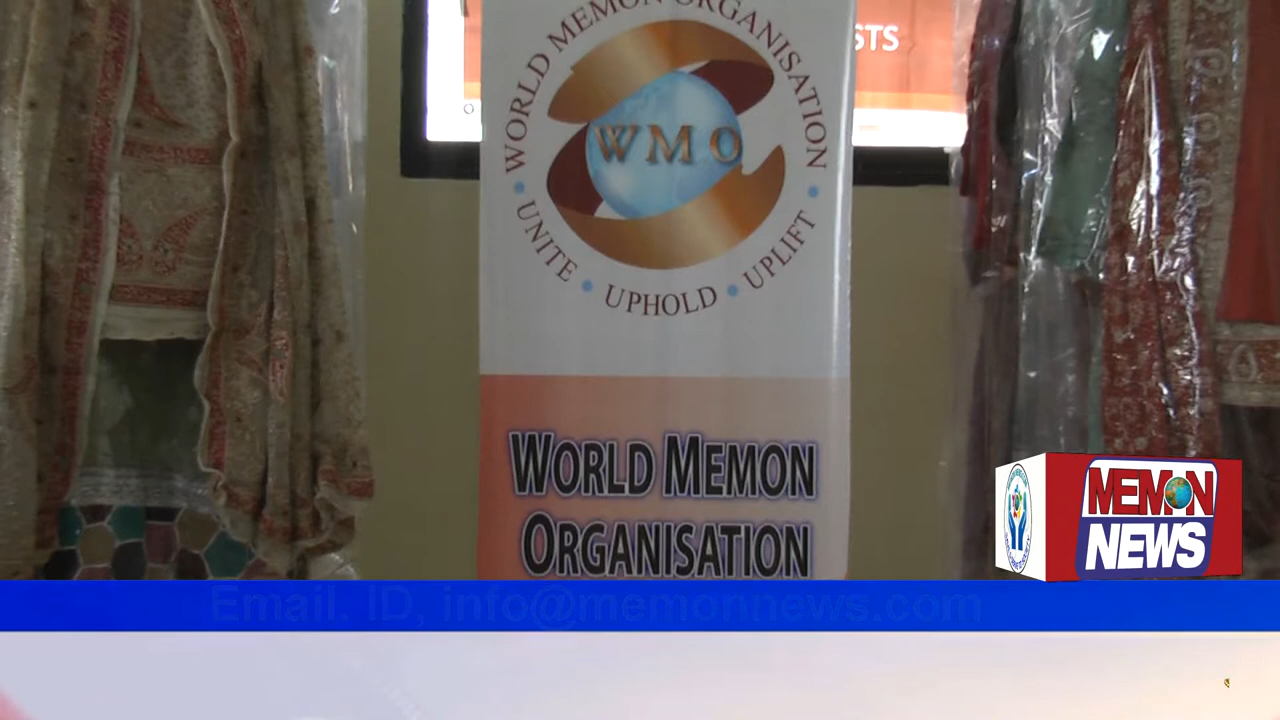 STS
WORLD MEMON ORGANISATION
WMO
• UNITE • UPHOLD • UPLIFT •
WORLD MEMON
ORGANISATION
MEMON
NEWS
Email. ID, info@memonnews.com